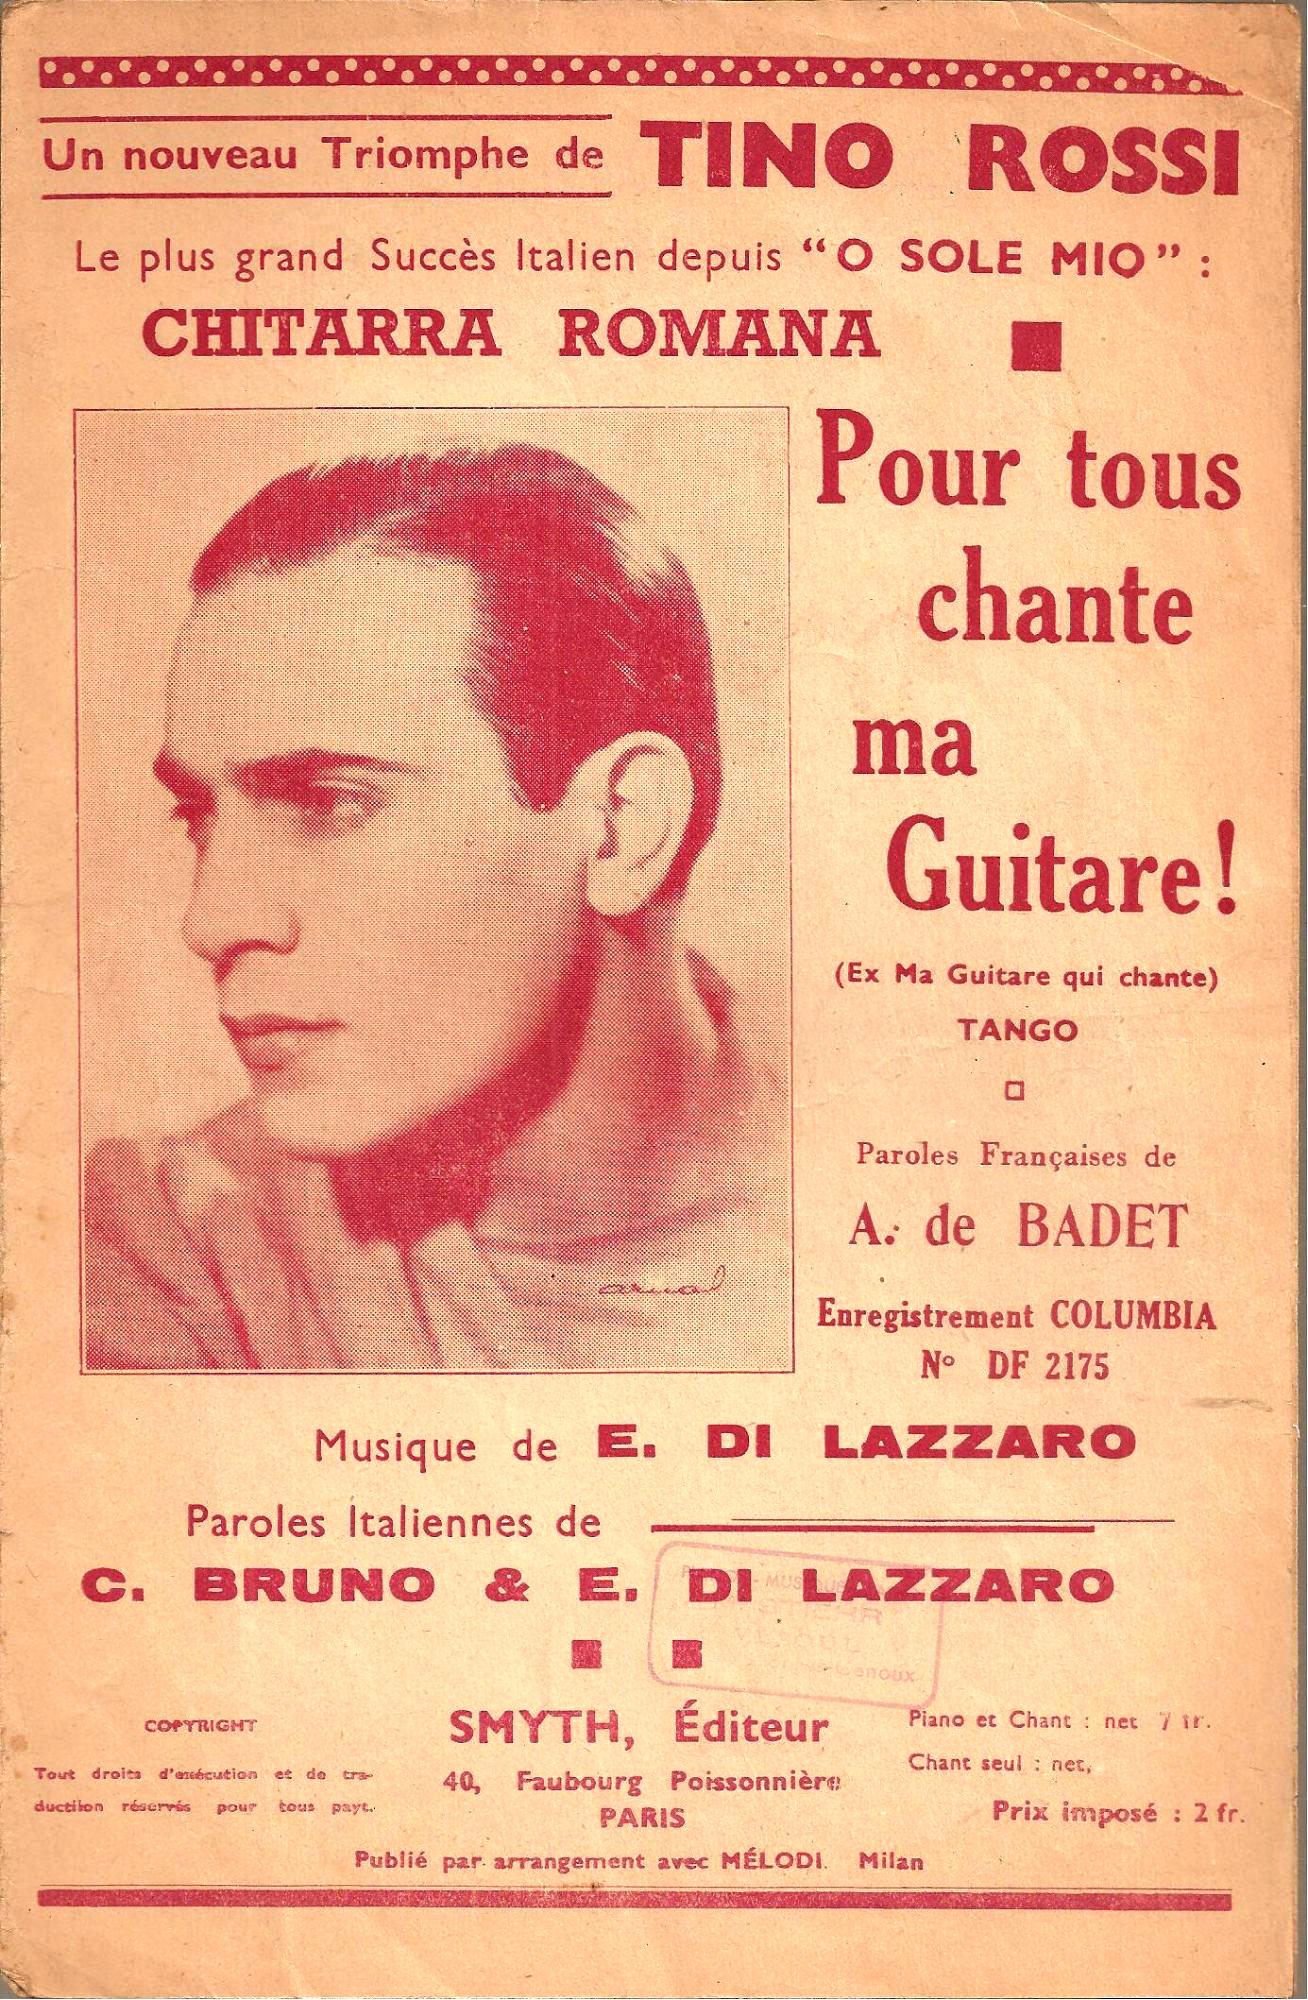 Un nouveau Triomphe de TINO ROSSI
Le plus grand Succès Italien depuis “O SOLE MIO” :
CHITARRA ROMANA
Pour tous
chante
ma
Guitare!
(Ex Ma Guitare qui chante)
TANGO
Paroles Françaises de
A. de BADET
arnal
Enregistrement COLUMBIA
Nº DF 2175
Musique de E. DI LAZZARO
Paroles Italiennes de
C. BRUNO & E. DI LAZZARO
COPYRIGHT
Tout droits d'exécution et de tra-
ductilon réservés pour tous payt.
SMYTH, Éditeur
40, Faubourg Poissonnière
PARIS
Piano et Chant : net 7 fr.
Chant seul : net,
Prix imposé : 2 fr.
Publié par arrangement avec MÉLODI. Milan